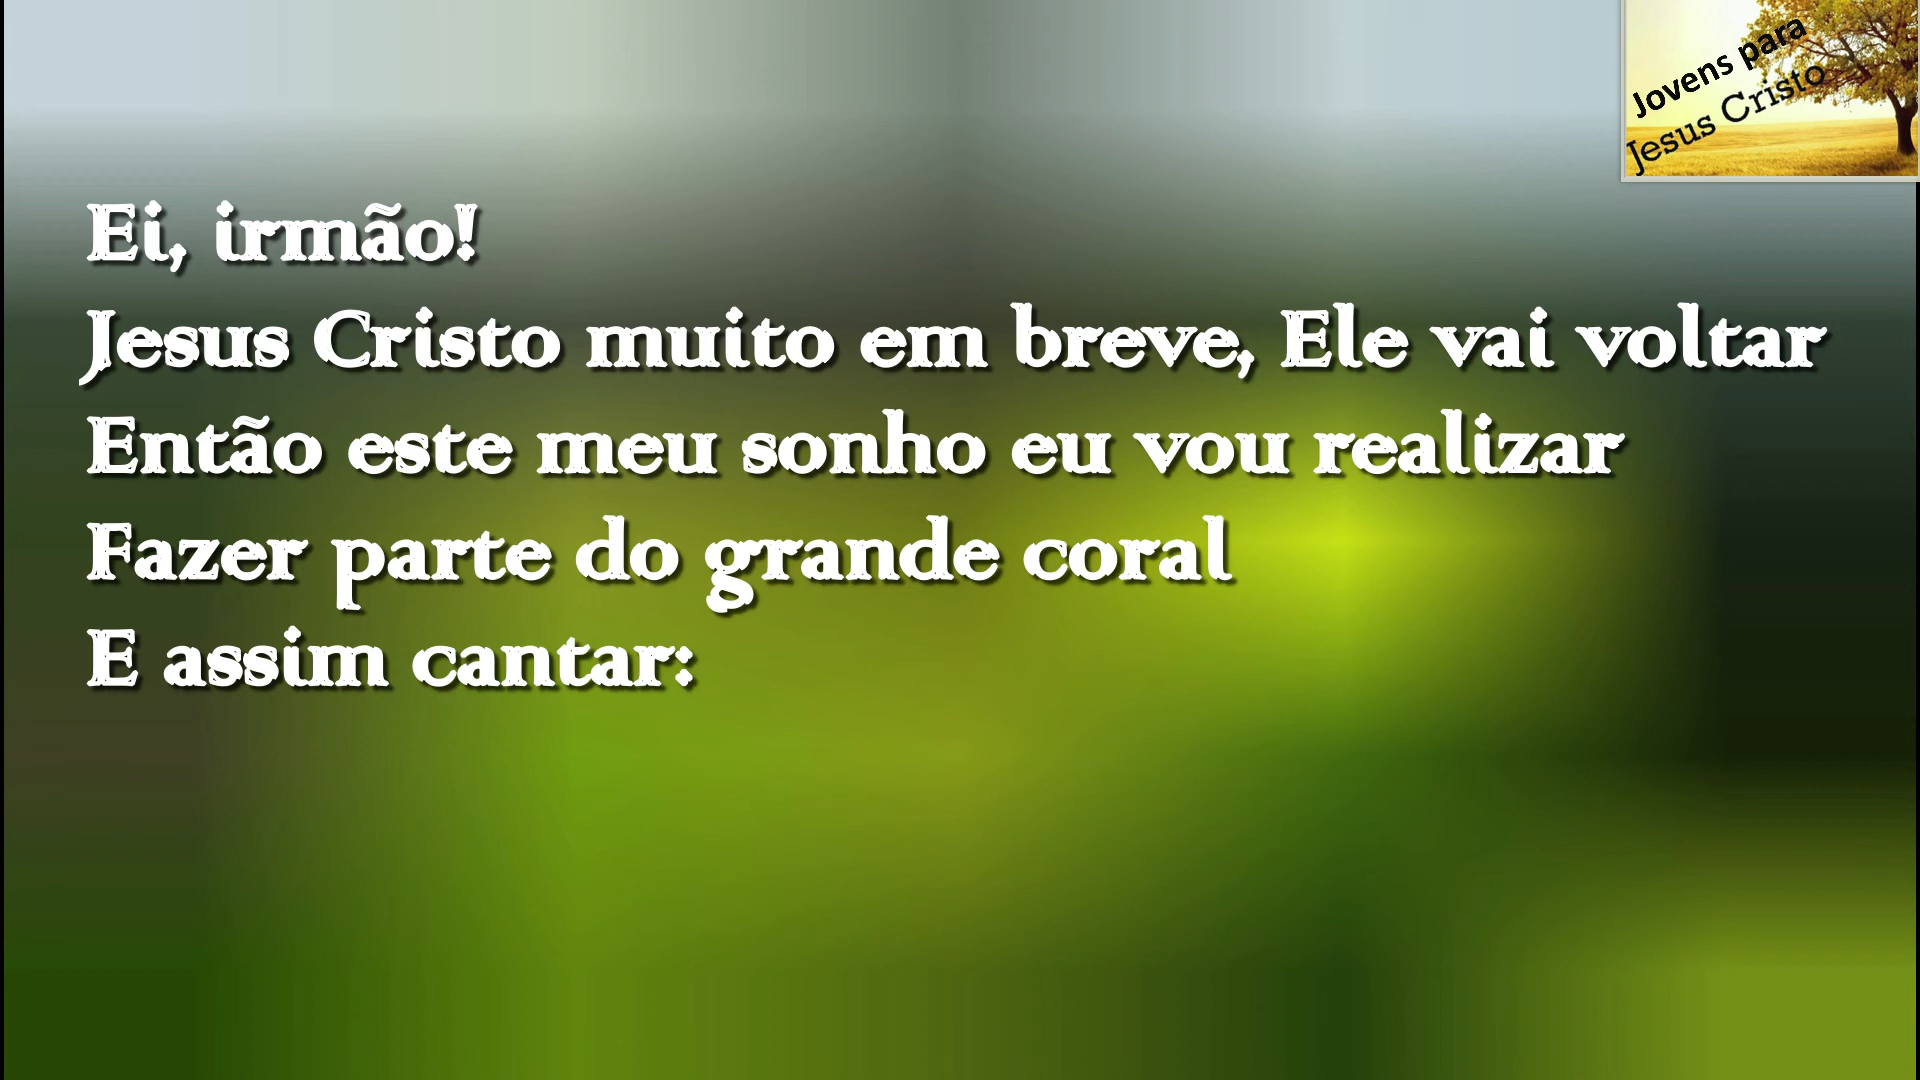 Jovens para
Jesus Cristo
Ei, irmão!
Jesus Cristo muito em breve, Ele vai voltar
Então este meu sonho eu vou realizar
Fazer parte do grande coral
E assim cantar: